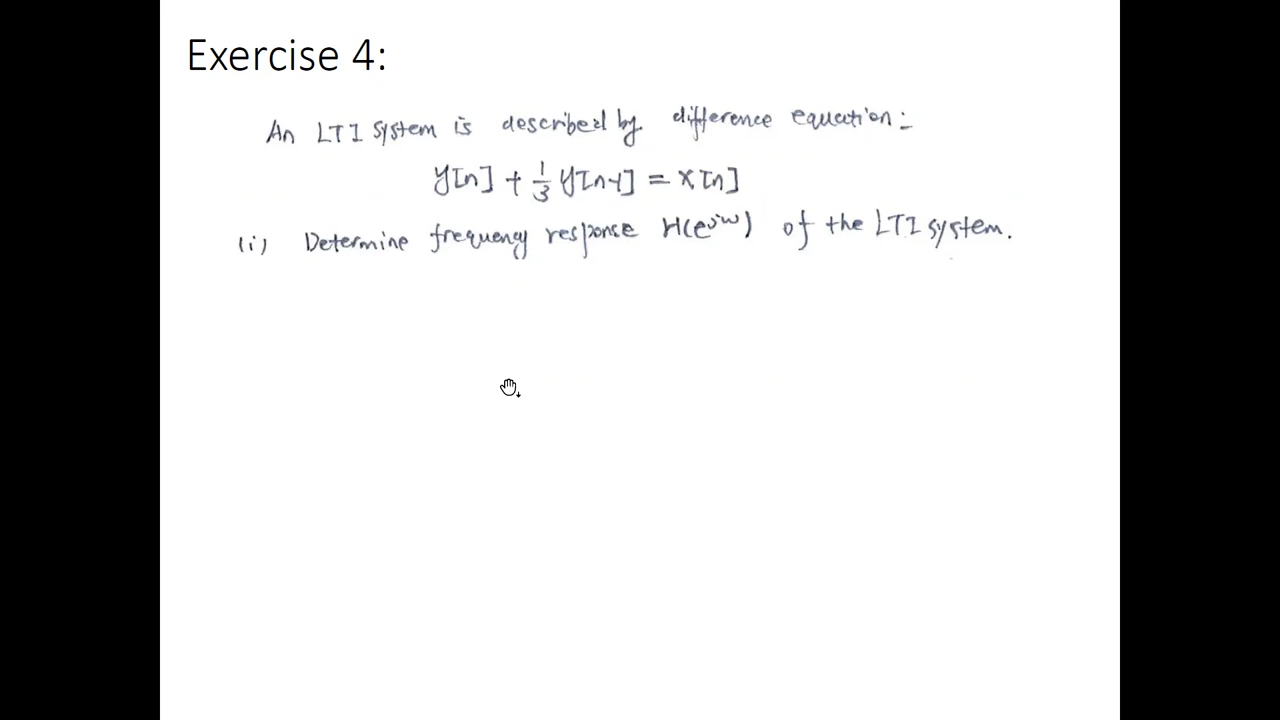 Exercise 4:
An LTI system is described by difference equation:
y[n] + 1/3 y[n-1] = x[n]
(i) Determine frequency response H(e^jw) of the LTI system.